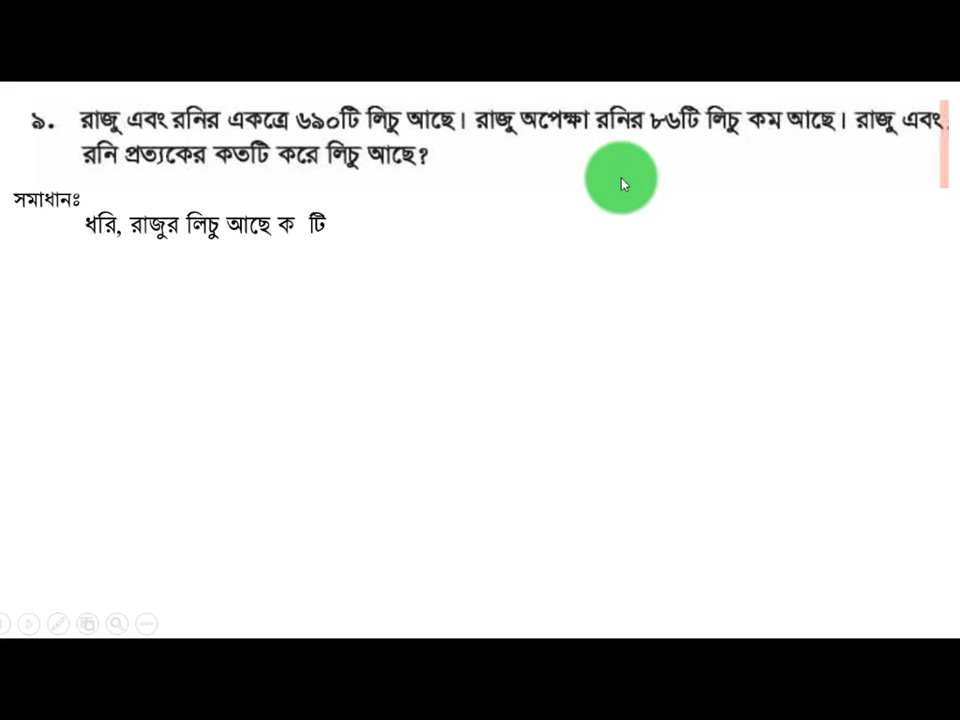 ৯. রাজু এবং রনির একত্রে ৬৯০টি লিচু আছে। রাজু অপেক্ষা রনির ৮৬টি লিচু কম আছে। রাজু এবং
রনি প্রত্যকের কতটি করে লিচু আছে?
সমাধানঃ
ধরি, রাজুর লিচু আছে ক টি